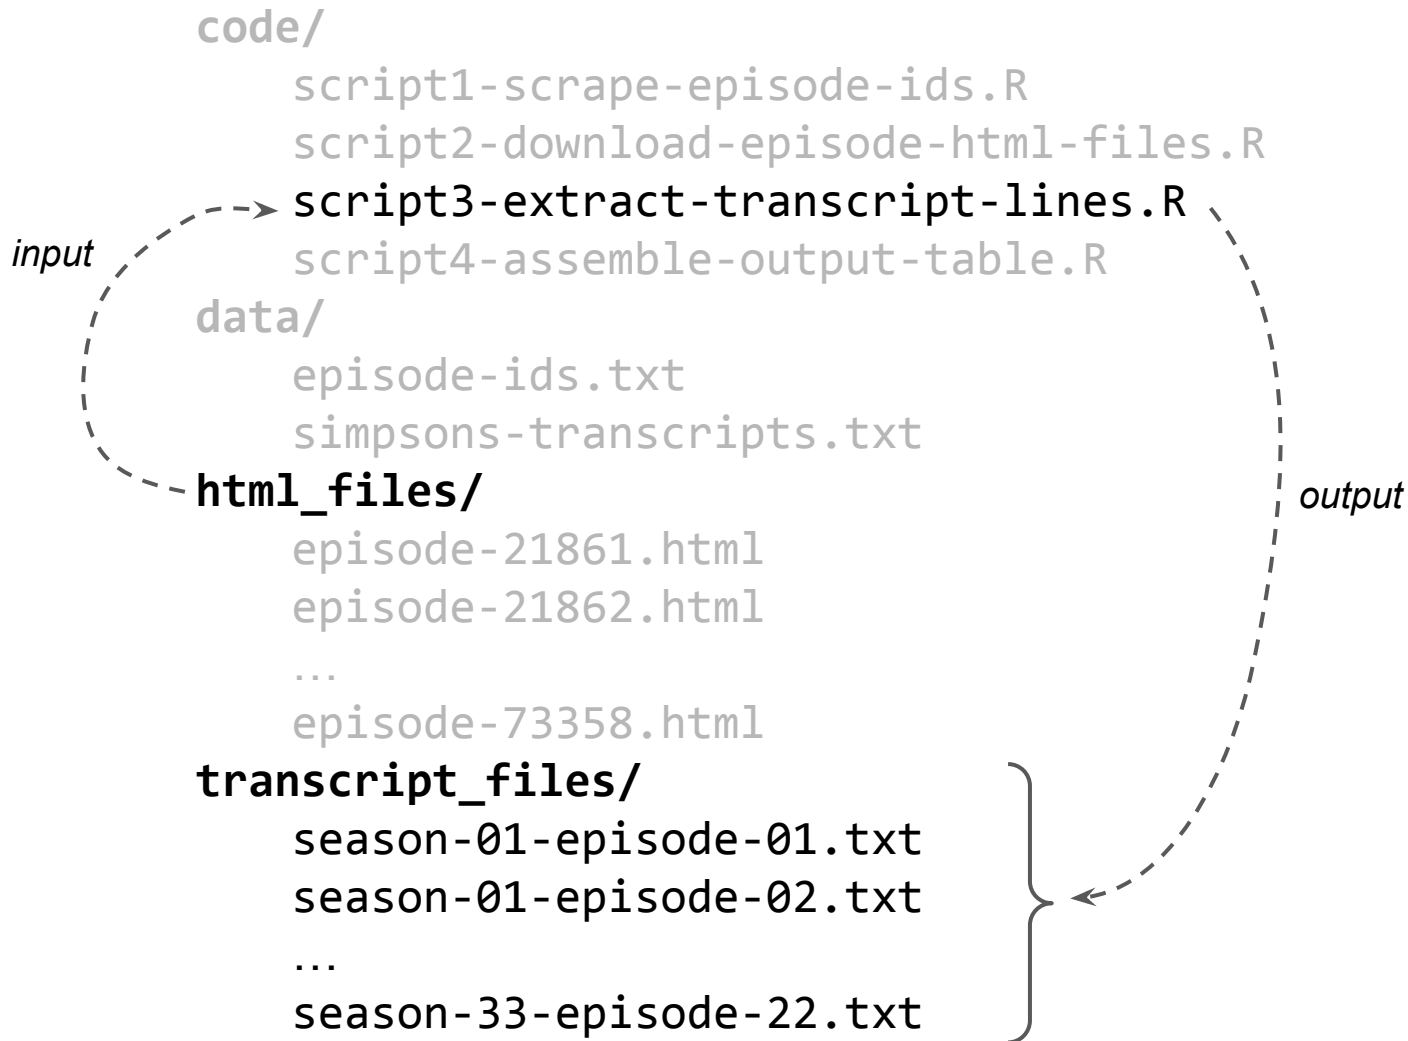 code/
script1-scrape-episode-ids.R
script2-download-episode-html-files.R
script3-extract-transcript-lines.R
input
script4-assemble-output-table.R
data/
episode-ids.txt
simpsons-transcripts.txt
html_files/
output
episode-21861.html
episode-21862.html
…
episode-73358.html
transcript_files/
season-01-episode-01.txt
season-01-episode-02.txt
…
season-33-episode-22.txt